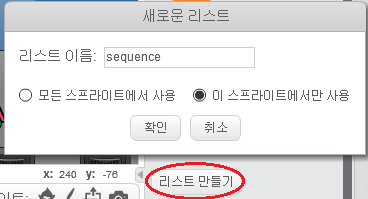 새로운 리스트
리스트 이름: sequence
모든 스프라이트에서 사용 이 스프라이트에서만 사용
확인 취소
x: 240 y: -76
리스트 만들기